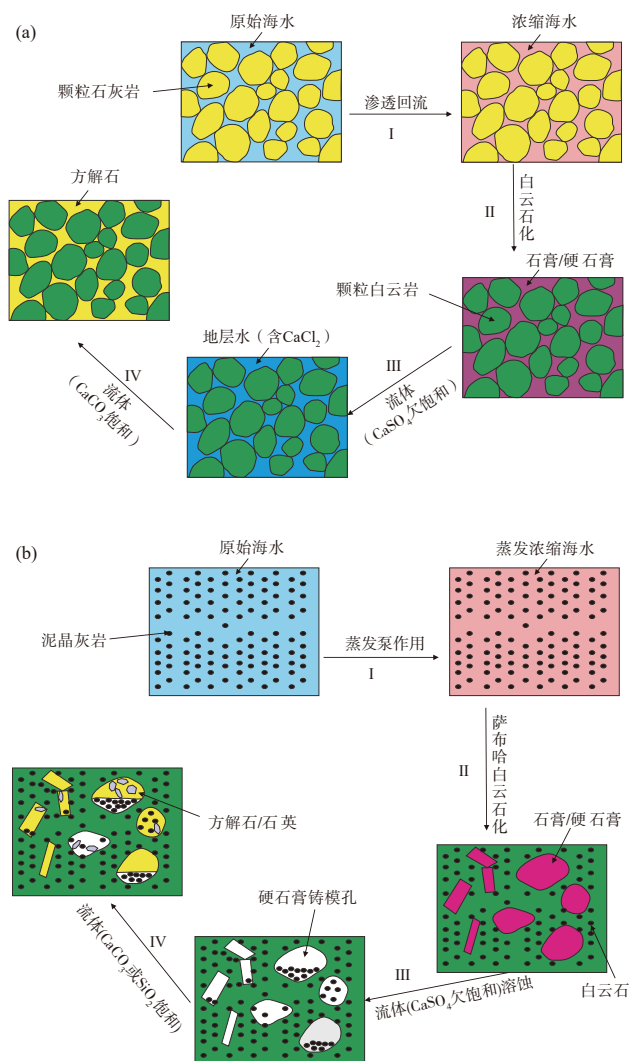 (a)
原始海水
浓缩海水
颗粒石灰岩
渗透回流
I
方解石
II
白云石化
石膏/硬石膏
颗粒白云岩
地层水（含CaCl₂）
III
流体
（CaSO₄欠饱和）
IV
流体
（CaCO₃饱和）
(b)
原始海水
蒸发浓缩海水
泥晶灰岩
蒸发泵作用
I
II
萨布哈白云石化
石膏/硬石膏
方解石/石英
硬石膏铸模孔
白云石
III
流体(CaSO₄欠饱和)溶蚀
IV
流体(CaCO₃或SiO₂饱和)